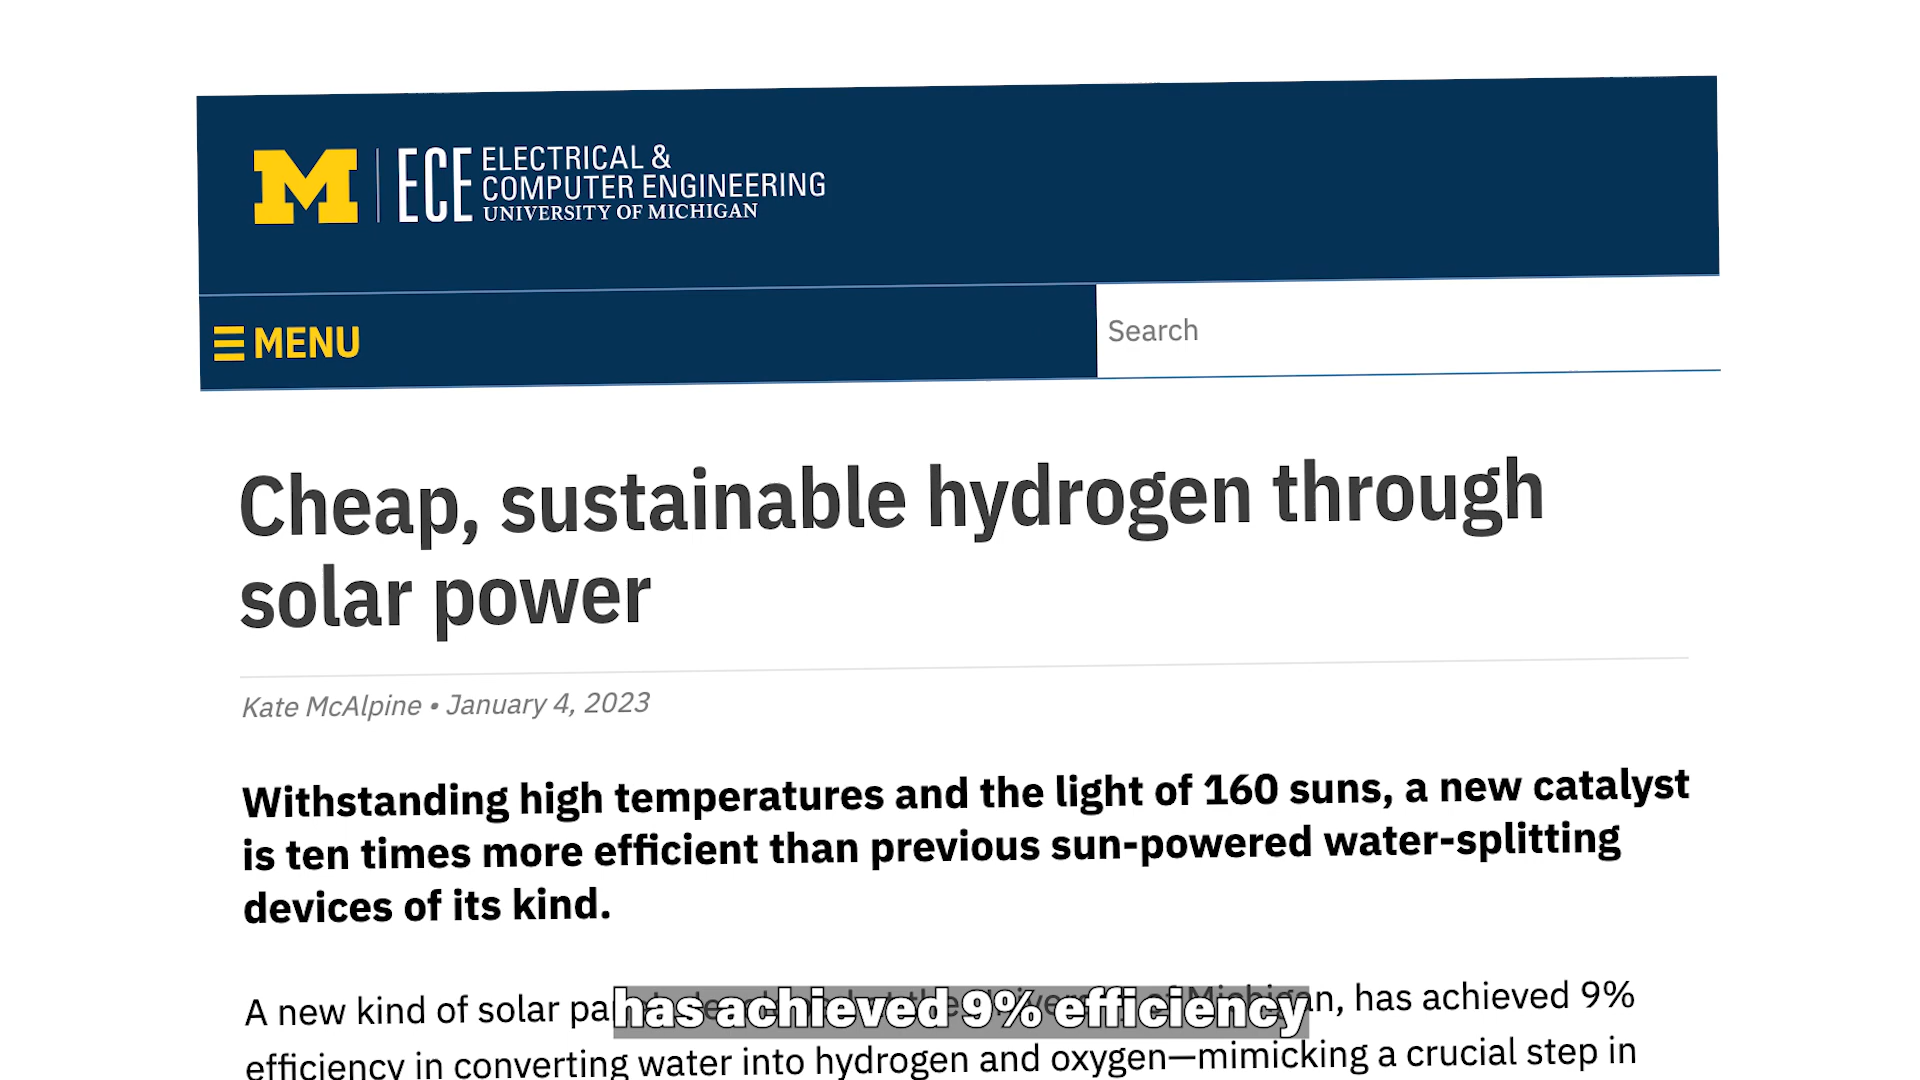 M
ECE ELECTRICAL &
COMPUTER ENGINEERING
UNIVERSITY OF MICHIGAN
MENU
Search
Cheap, sustainable hydrogen through
solar power
Kate McAlpine • January 4, 2023
Withstanding high temperatures and the light of 160 suns, a new catalyst
is ten times more efficient than previous sun-powered water-splitting
devices of its kind.
A new kind of solar has achieved 9%
has achieved 9% efficiency
efficiency in converting water into hydrogen and oxygen—mimicking a crucial step in